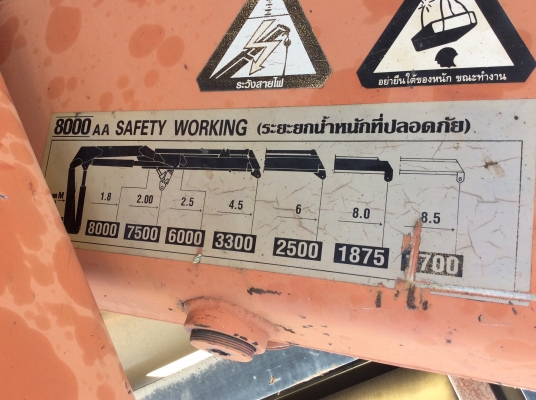 ระวังสายไฟ
อย่ายืนใต้ของหนัก ขณะทำงาน
8000 AA SAFETY WORKING (ระยะยกน้ำหนักที่ปลอดภัย)
M 1.8 2.00 2.5 4.5 6 8.0 8.5
8000 7500 6000 3300 2500 1875